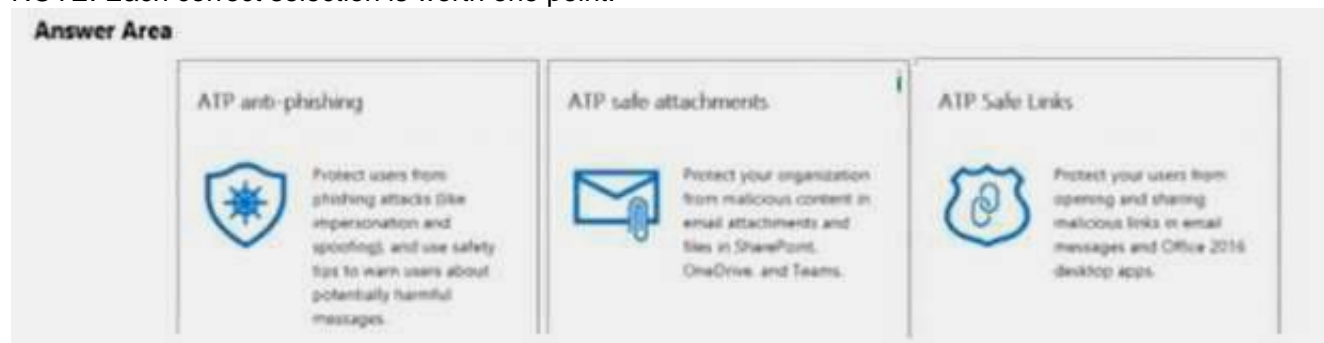 NOTE: Each correct selection is worth one point.
Answer Area
ATP anti-phishing
Protect users from
phishing attacks (like
impersonation and
spoofing), and use safety
tips to warn users about
potentially harmful
messages.
ATP safe attachments
Protect your organization
from malicious content in
email attachments and
files in SharePoint,
OneDrive, and Teams.
ATP Safe Links
Protect your users from
opening and sharing
malicious links in email
messages and Office 2016
desktop apps.